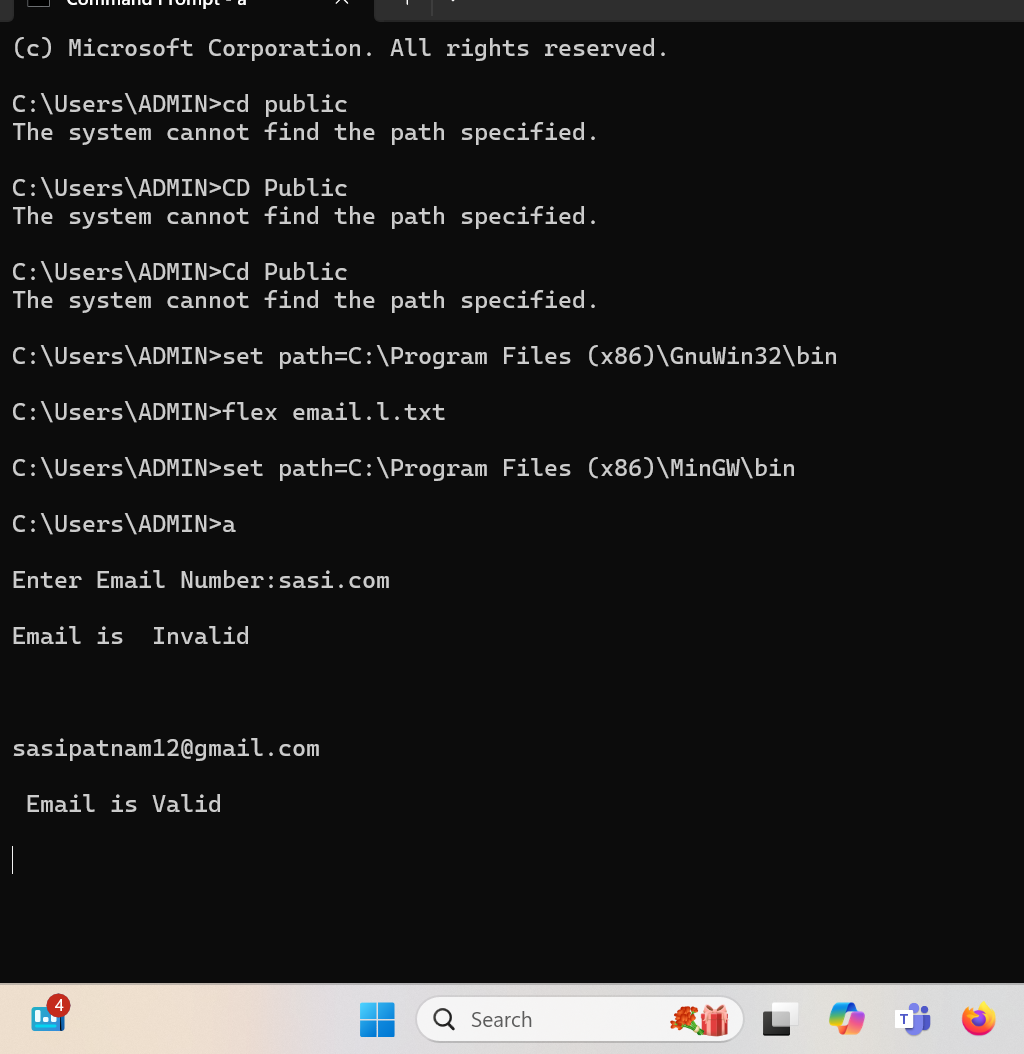 Command Prompt - a
(c) Microsoft Corporation. All rights reserved.
C:\Users\ADMIN>cd public
The system cannot find the path specified.
C:\Users\ADMIN>CD Public
The system cannot find the path specified.
C:\Users\ADMIN>Cd Public
The system cannot find the path specified.
C:\Users\ADMIN>set path=C:\Program Files (x86)\GnuWin32\bin
C:\Users\ADMIN>flex email.l.txt
C:\Users\ADMIN>set path=C:\Program Files (x86)\MinGW\bin
C:\Users\ADMIN>a
Enter Email Number:sasi.com
Email is  Invalid
sasipatnam12@gmail.com
 Email is Valid
4
Search
T